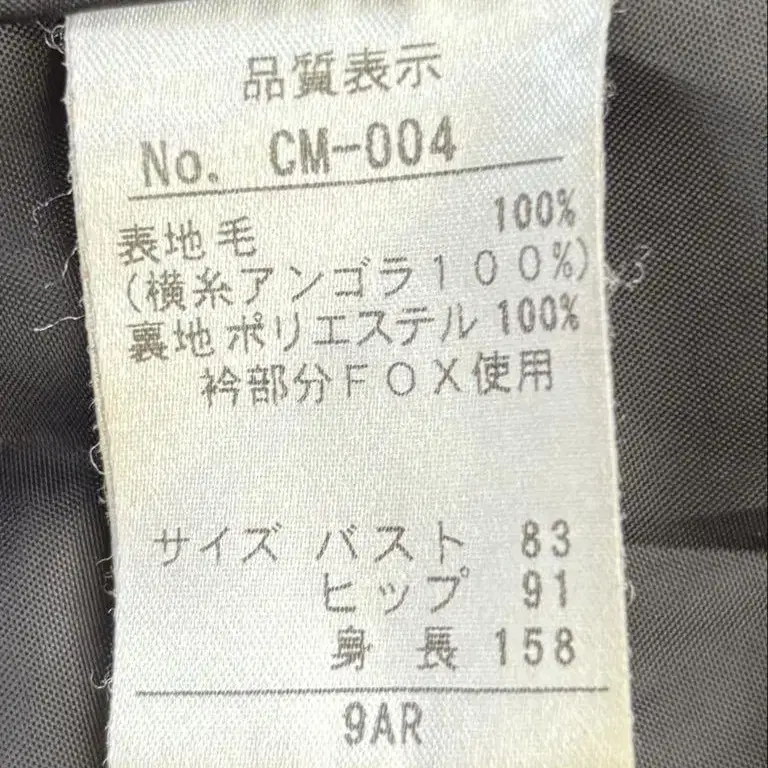 品質表示
No. CM-004
表地 毛 100%
(横糸アンゴラ１００%)
裏地 ポリエステル 100%
衿部分ＦＯＸ使用
サイズ バスト 83
ヒップ 91
身長 158
9AR